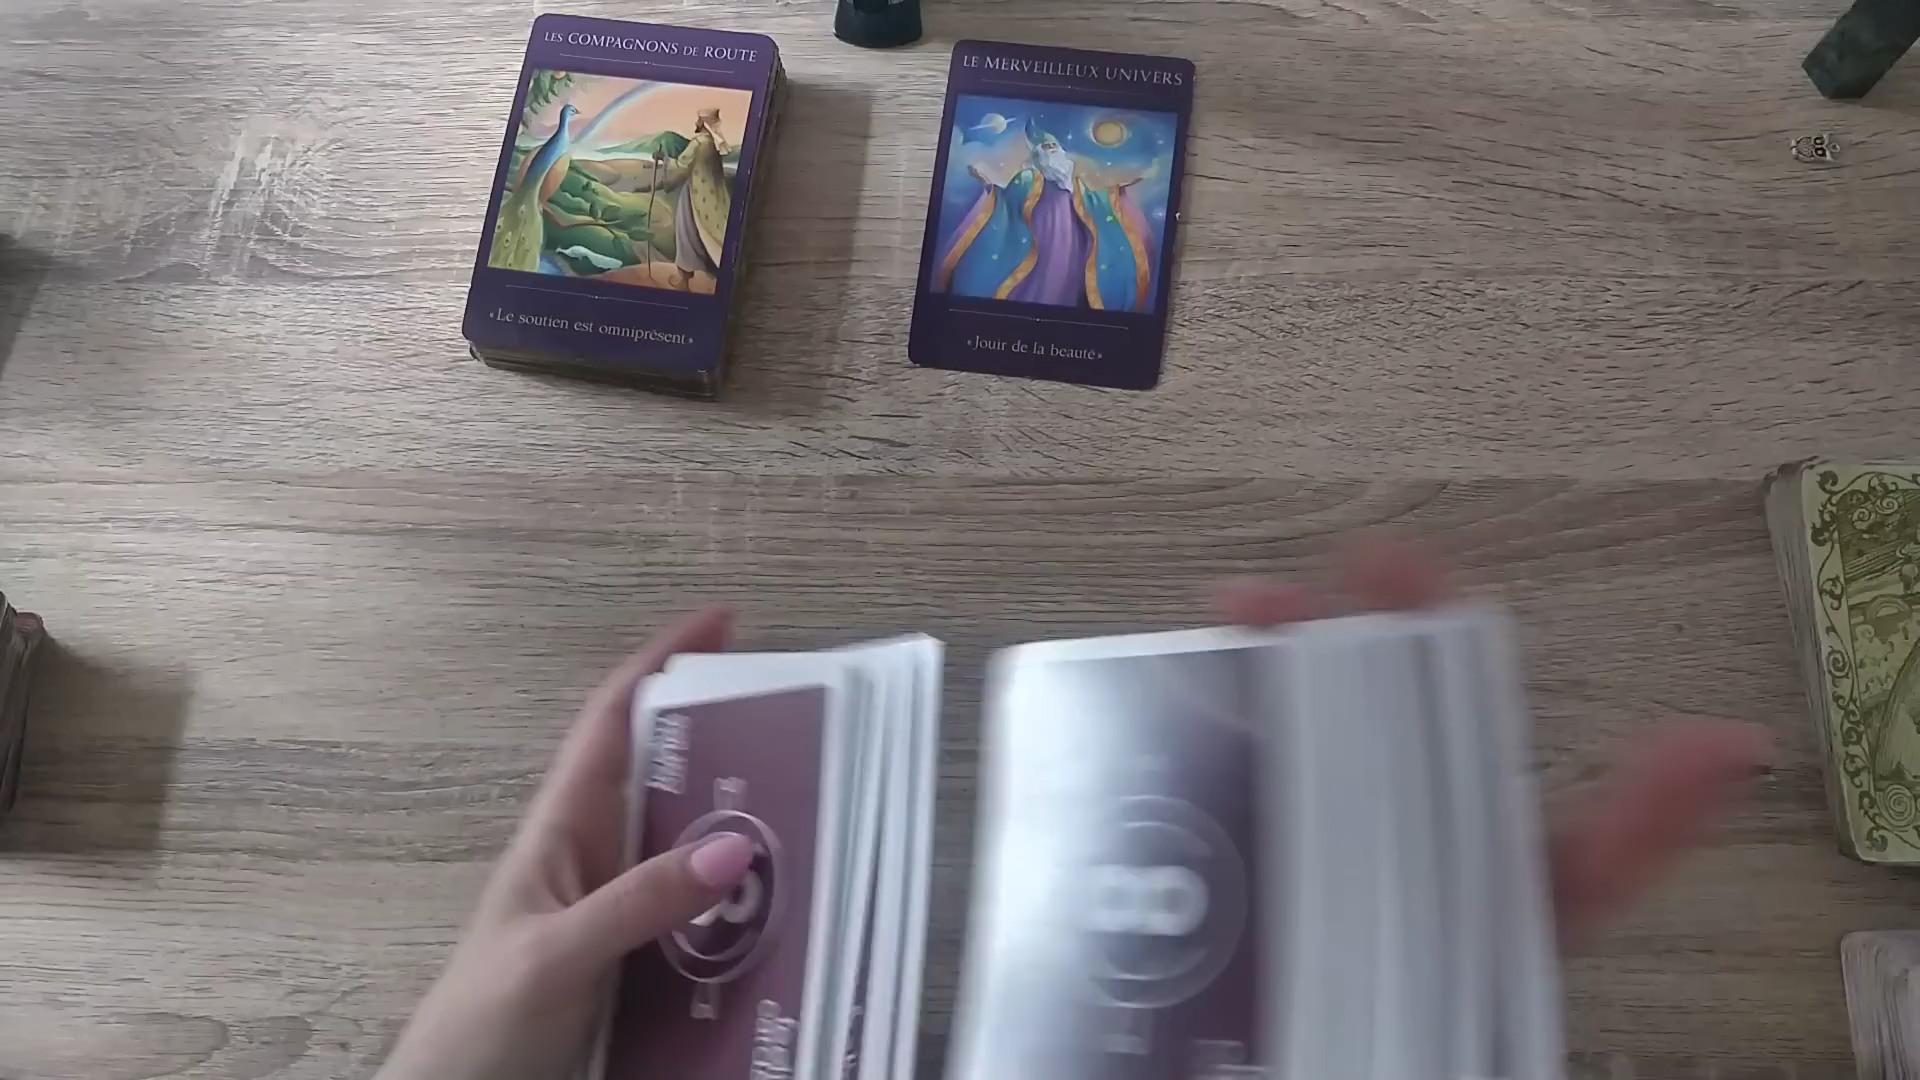 LES COMPAGNONS DE ROUTE
«Le soutien est omniprésent»
LE MERVEILLEUX UNIVERS
«Jouir de la beauté»